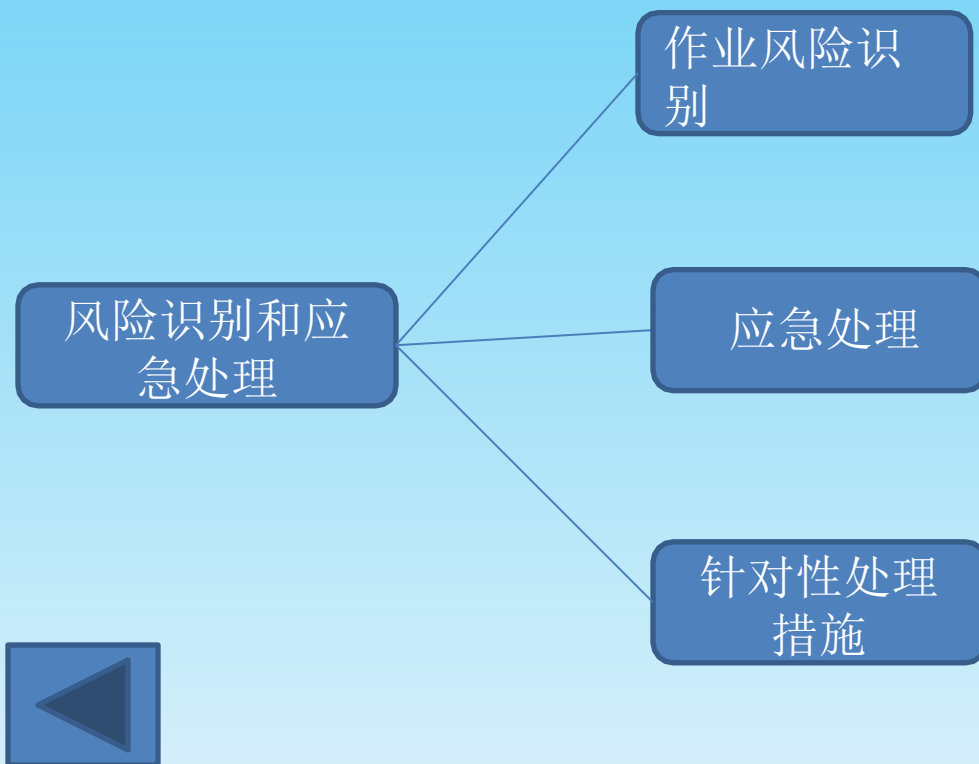 作业风险识
别
风险识别和应
急处理
应急处理
针对性处理
措施